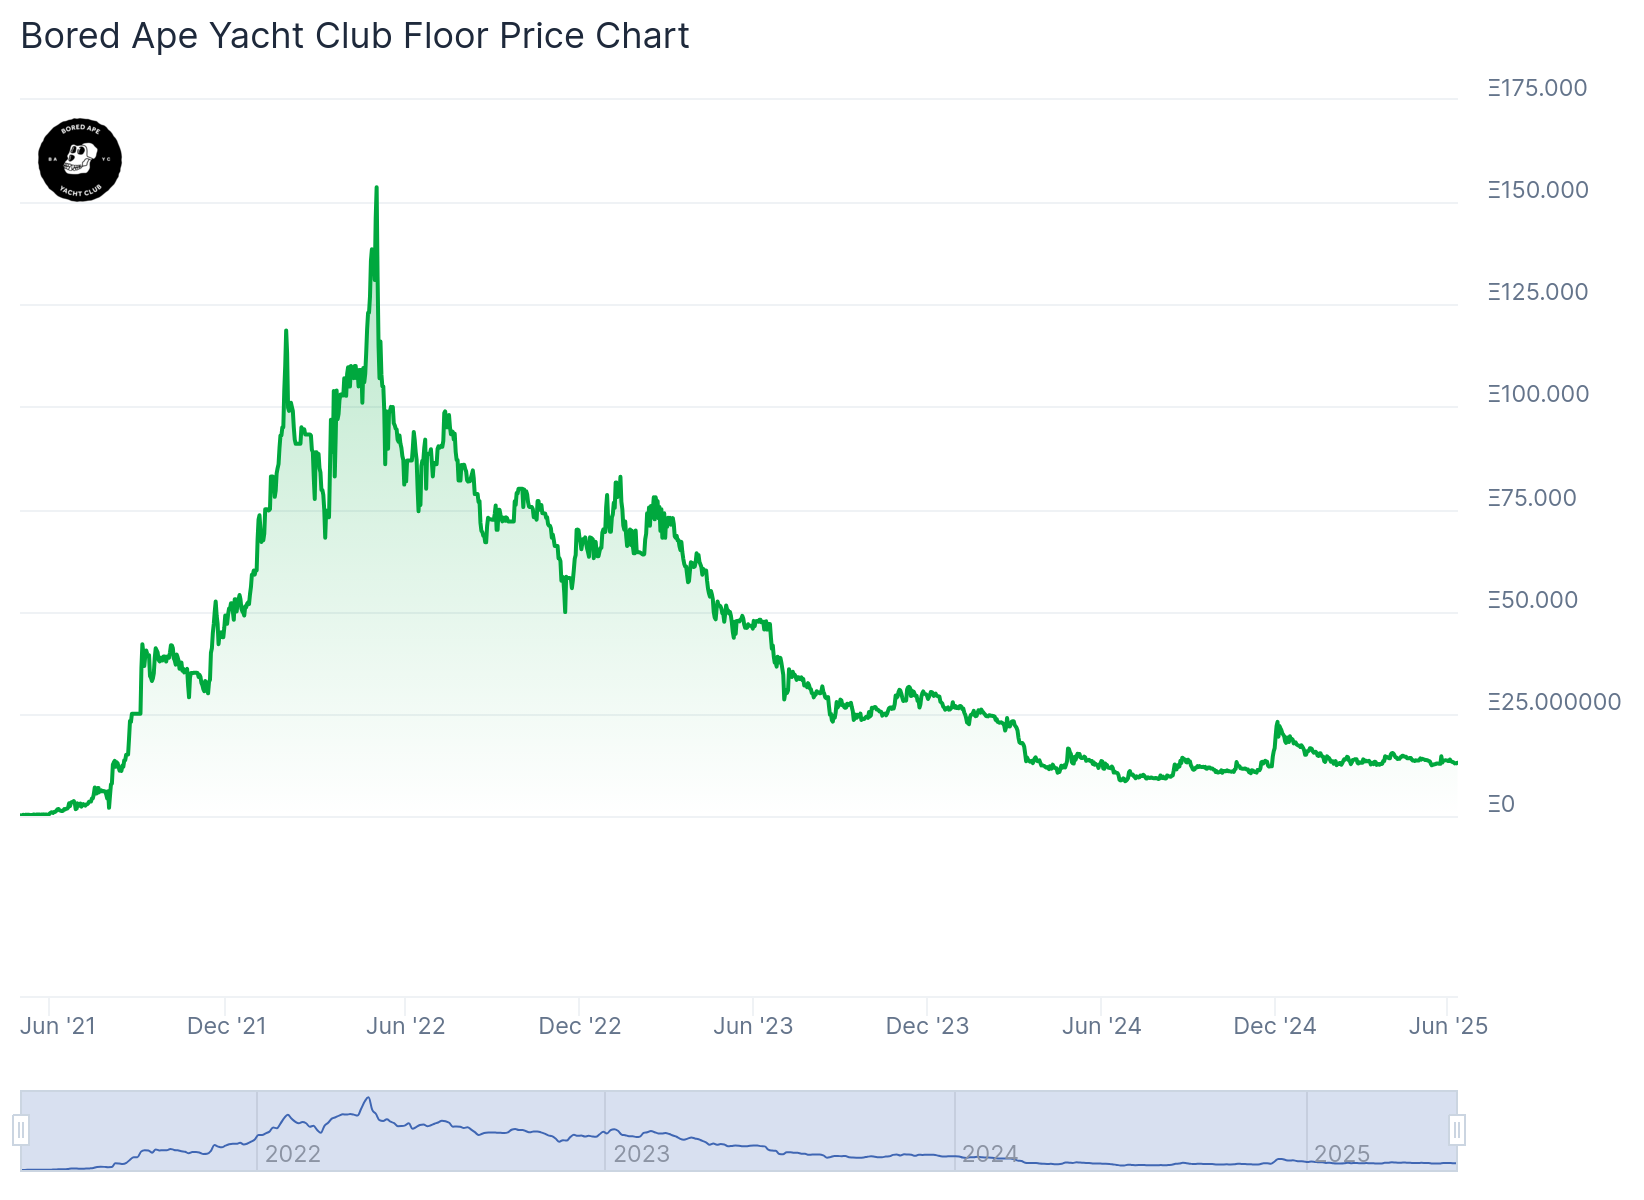 Bored Ape Yacht Club Floor Price Chart
Ξ175.000
BORED APE
B A
Y C
YACHT CLUB
Ξ150.000
Ξ125.000
Ξ100.000
Ξ75.000
Ξ50.000
Ξ25.000000
Ξ0
Jun '21 Dec '21 Jun '22 Dec '22 Jun '23 Dec '23 Jun '24 Dec '24 Jun '25
2022 2023 2024 2025